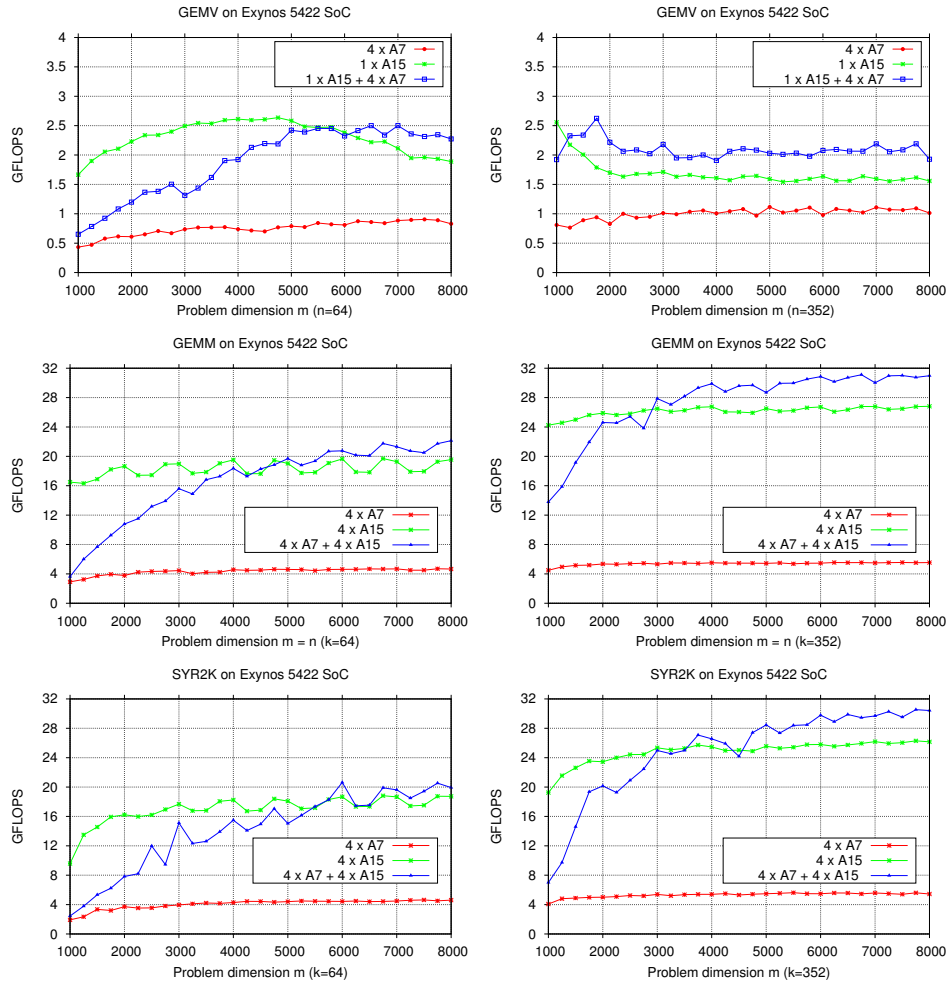 GEMV on Exynos 5422 SoC
4 x A7
1 x A15
1 x A15 + 4 x A7
GFLOPS
4
3.5
3
2.5
2
1.5
1
0.5
0
1000 2000 3000 4000 5000 6000 7000 8000
Problem dimension m (n=64)
GEMV on Exynos 5422 SoC
4 x A7
1 x A15
1 x A15 + 4 x A7
GFLOPS
4
3.5
3
2.5
2
1.5
1
0.5
0
1000 2000 3000 4000 5000 6000 7000 8000
Problem dimension m (n=352)
GEMM on Exynos 5422 SoC
GFLOPS
32
28
24
20
16
12
8
4
0
4 x A7
4 x A15
4 x A7 + 4 x A15
1000 2000 3000 4000 5000 6000 7000 8000
Problem dimension m = n (k=64)
GEMM on Exynos 5422 SoC
GFLOPS
32
28
24
20
16
12
8
4
0
4 x A7
4 x A15
4 x A7 + 4 x A15
1000 2000 3000 4000 5000 6000 7000 8000
Problem dimension m = n (k=352)
SYR2K on Exynos 5422 SoC
GFLOPS
32
28
24
20
16
12
8
4
0
4 x A7
4 x A15
4 x A7 + 4 x A15
1000 2000 3000 4000 5000 6000 7000 8000
Problem dimension m (k=64)
SYR2K on Exynos 5422 SoC
GFLOPS
32
28
24
20
16
12
8
4
0
4 x A7
4 x A15
4 x A7 + 4 x A15
1000 2000 3000 4000 5000 6000 7000 8000
Problem dimension m (k=352)